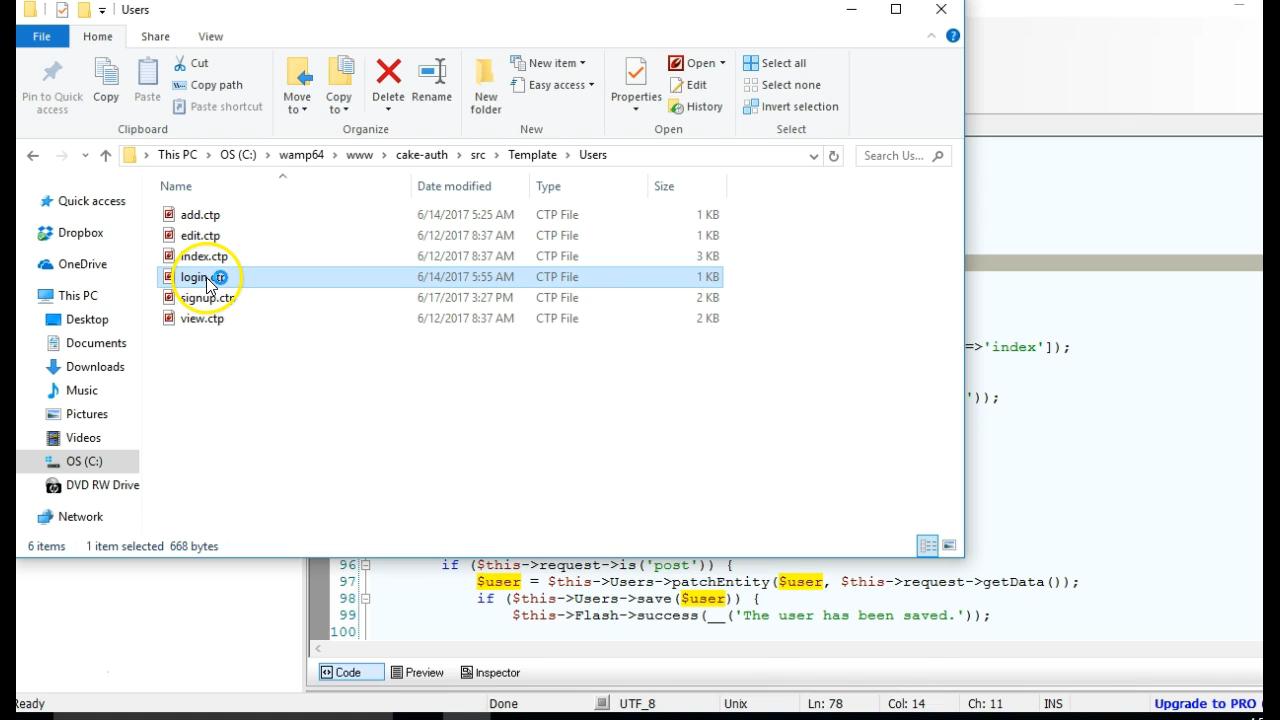 Users
File Home Share View
Pin to Quick access
Copy
Paste
Cut
Copy path
Paste shortcut
Move to
Copy to
Delete
Rename
New folder
New item
Easy access
Properties
Open
Edit
History
Select all
Select none
Invert selection
Clipboard Organize New Open Select
This PC > OS (C:) > wamp64 > www > cake-auth > src > Template > Users
Search Us...
Name Date modified Type Size
add.ctp 6/14/2017 5:25 AM CTP File 1 KB
edit.ctp 6/12/2017 8:37 AM CTP File 1 KB
index.ctp 6/12/2017 8:37 AM CTP File 3 KB
login.ctp 6/14/2017 5:55 AM CTP File 1 KB
signup.ctp 6/17/2017 3:27 PM CTP File 2 KB
view.ctp 6/12/2017 8:37 AM CTP File 2 KB
Quick access
Dropbox
OneDrive
This PC
Desktop
Documents
Downloads
Music
Pictures
Videos
OS (C:)
DVD RW Drive
Network
6 items 1 item selected 668 bytes
=>'index']);
'));
96 if ($this->request->is('post')) {
97 $user = $this->Users->patchEntity($user, $this->request->getData());
98 if ($this->Users->save($user)) {
99 $this->Flash->success(__('The user has been saved.'));
100
Code Preview Inspector
Ready Done UTF_8 Unix Ln: 78 Col: 14 Ch: 11 INS Upgrade to PRO